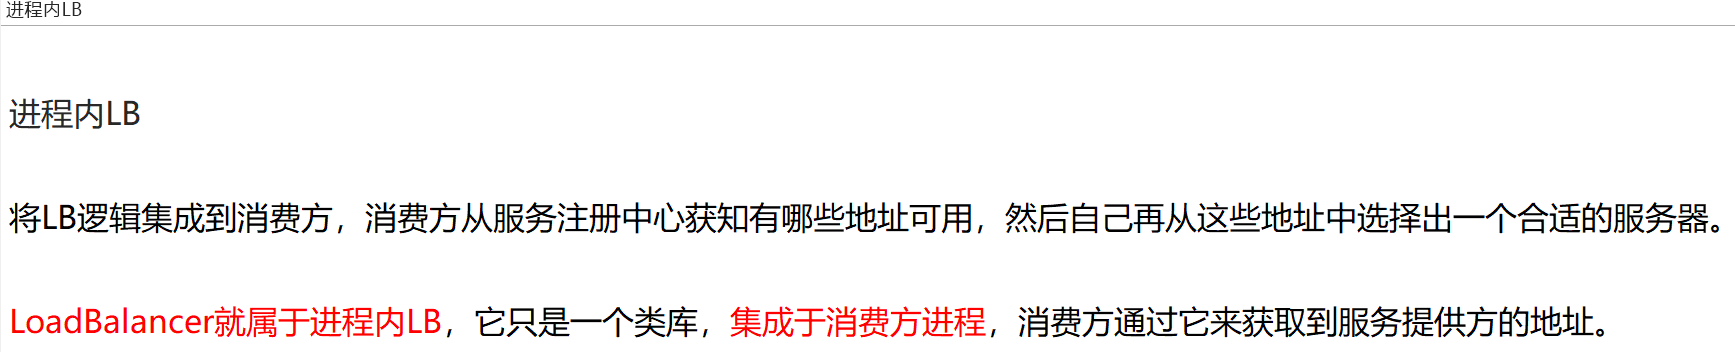 进程内LB
进程内LB
将LB逻辑集成到消费方，消费方从服务注册中心获知有哪些地址可用，然后自己再从这些地址中选择出一个合适的服务器。
LoadBalancer就属于进程内LB，它只是一个类库，集成于消费方进程，消费方通过它来获取到服务提供方的地址。